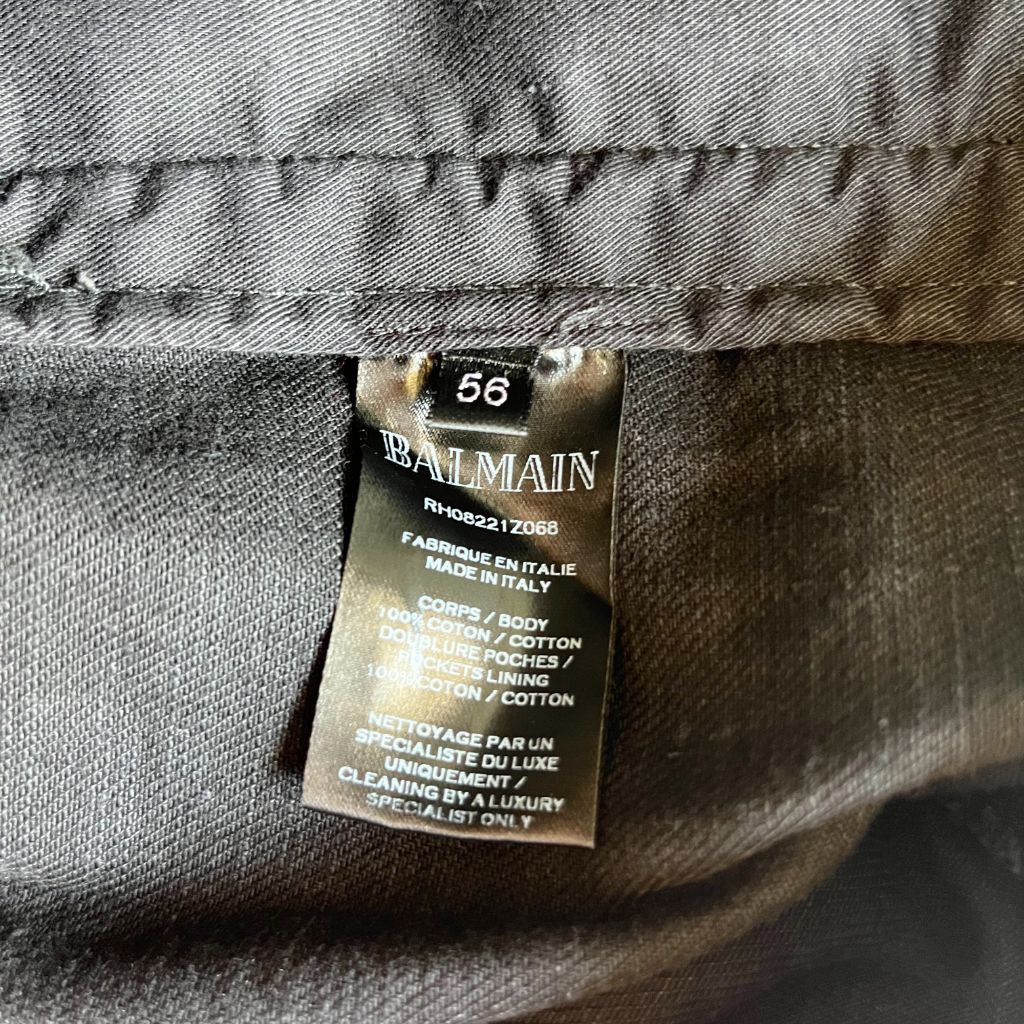 56
BALMAIN
RH08221Z068
FABRIQUE EN ITALIE
MADE IN ITALY
CORPS / BODY
100% COTON / COTTON
DOUBLURE POCHES /
POCKETS LINING
100% COTON / COTTON
NETTOYAGE PAR UN
SPECIALISTE DU LUXE
UNIQUEMENT /
CLEANING BY A LUXURY
SPECIALIST ONLY